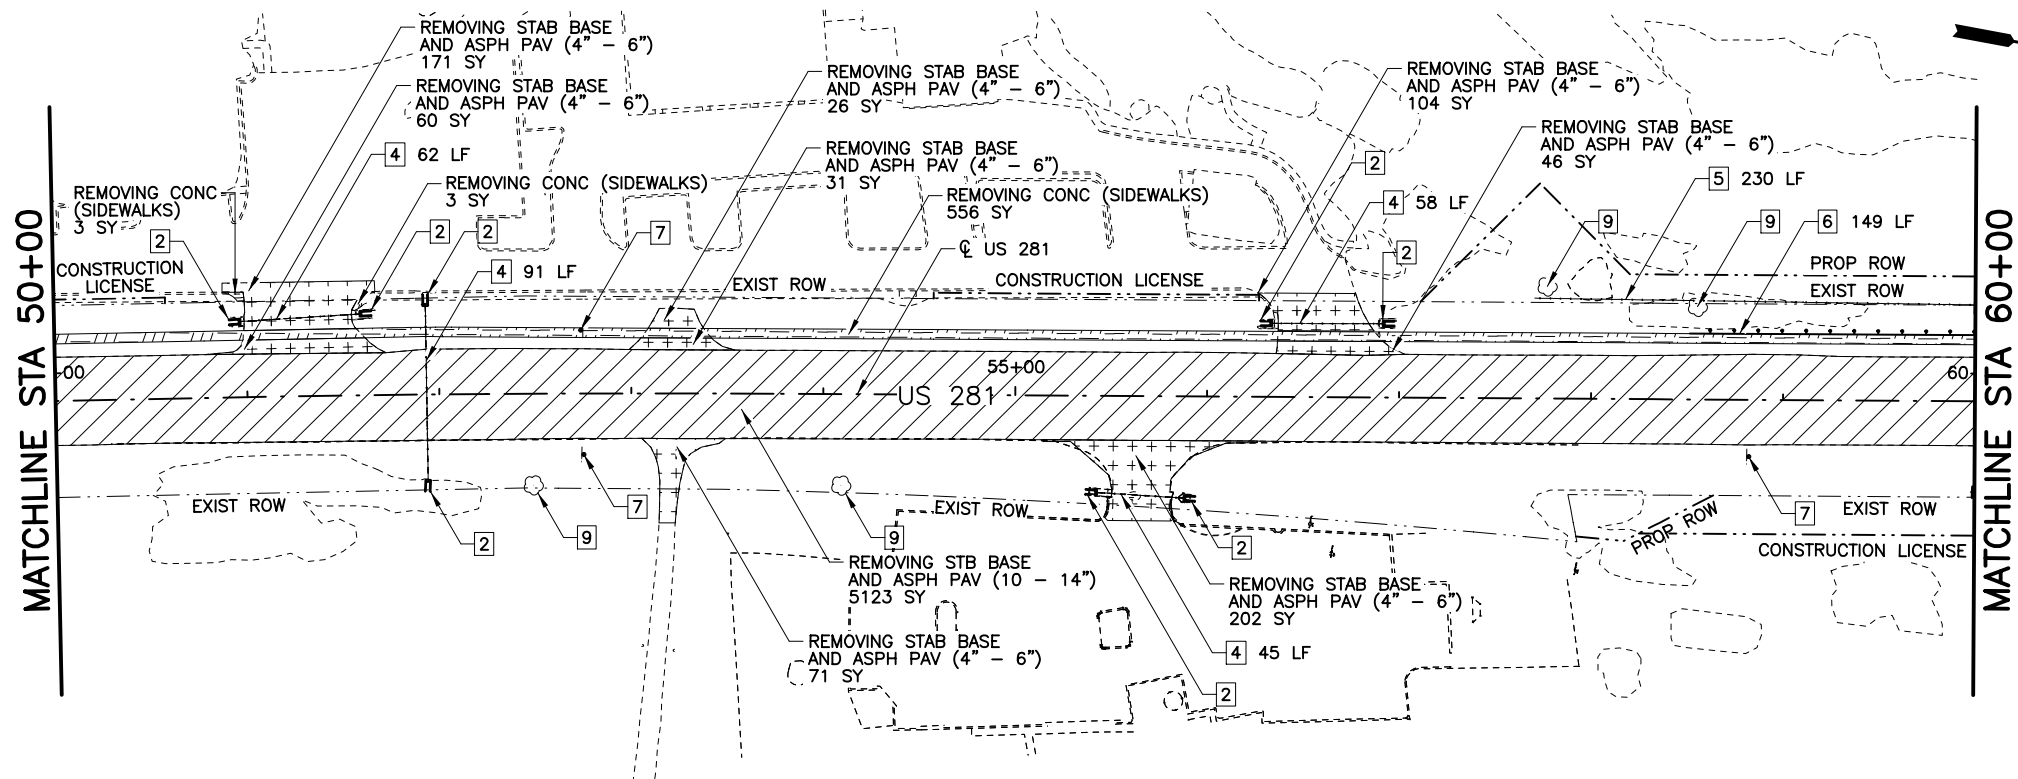 REMOVING STAB BASE
AND ASPH PAV (4" - 6")
171 SY
REMOVING STAB BASE
AND ASPH PAV (4" - 6")
60 SY
4 62 LF
REMOVING CONC
(SIDEWALKS)
3 SY
2
REMOVING CONC (SIDEWALKS)
3 SY
2
2
4 91 LF
7
REMOVING STAB BASE
AND ASPH PAV (4" - 6")
26 SY
REMOVING STAB BASE
AND ASPH PAV (4" - 6")
31 SY
REMOVING CONC (SIDEWALKS)
556 SY
℄ US 281
REMOVING STAB BASE
AND ASPH PAV (4" - 6")
104 SY
2
4 58 LF
2
REMOVING STAB BASE
AND ASPH PAV (4" - 6")
46 SY
5 230 LF
9
9
6 149 LF
CONSTRUCTION
LICENSE
EXIST ROW
CONSTRUCTION LICENSE
PROP ROW
EXIST ROW
MATCHLINE STA 50+00
00
55+00
60
US 281
MATCHLINE STA 60+00
EXIST ROW
2
9
7
9
EXIST ROW
2
7
PROP ROW
EXIST ROW
CONSTRUCTION LICENSE
REMOVING STB BASE
AND ASPH PAV (10 - 14")
5123 SY
REMOVING STAB BASE
AND ASPH PAV (4" - 6")
202 SY
REMOVING STAB BASE
AND ASPH PAV (4" - 6")
71 SY
4 45 LF
2